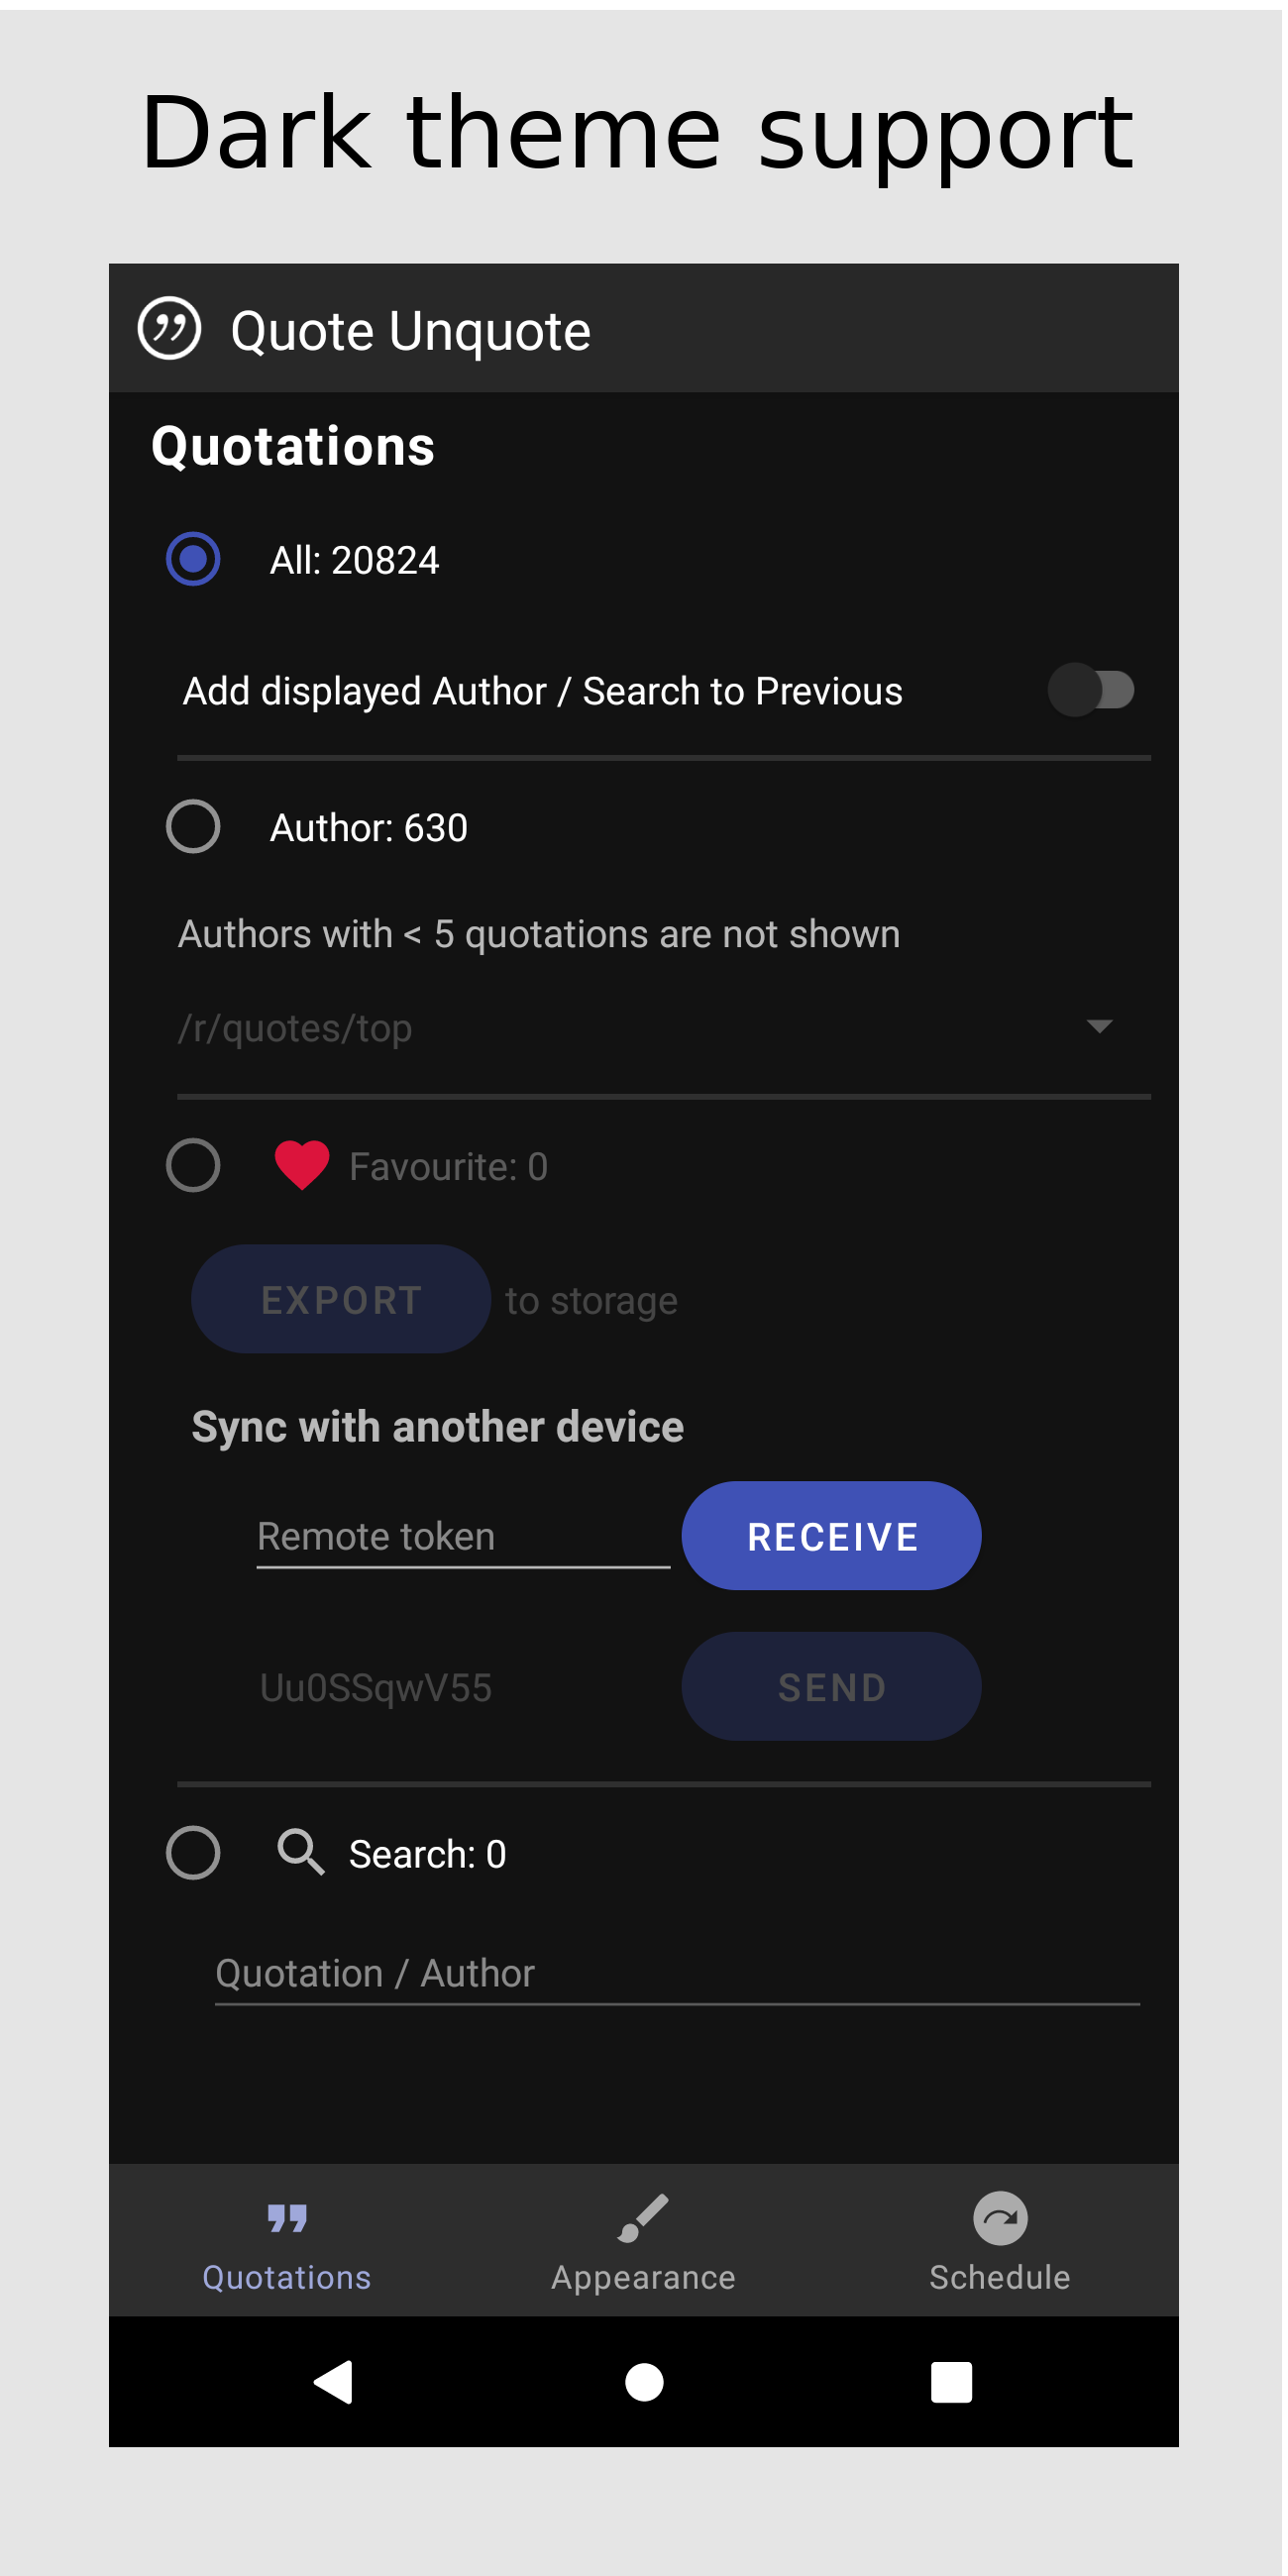 Dark theme support
Quote Unquote
Quotations
All: 20824
Add displayed Author / Search to Previous
Author: 630
Authors with < 5 quotations are not shown
/r/quotes/top
Favourite: 0
EXPORT to storage
Sync with another device
Remote token RECEIVE
Uu0SSqwV55 SEND
Search: 0
Quotation / Author
Quotations Appearance Schedule